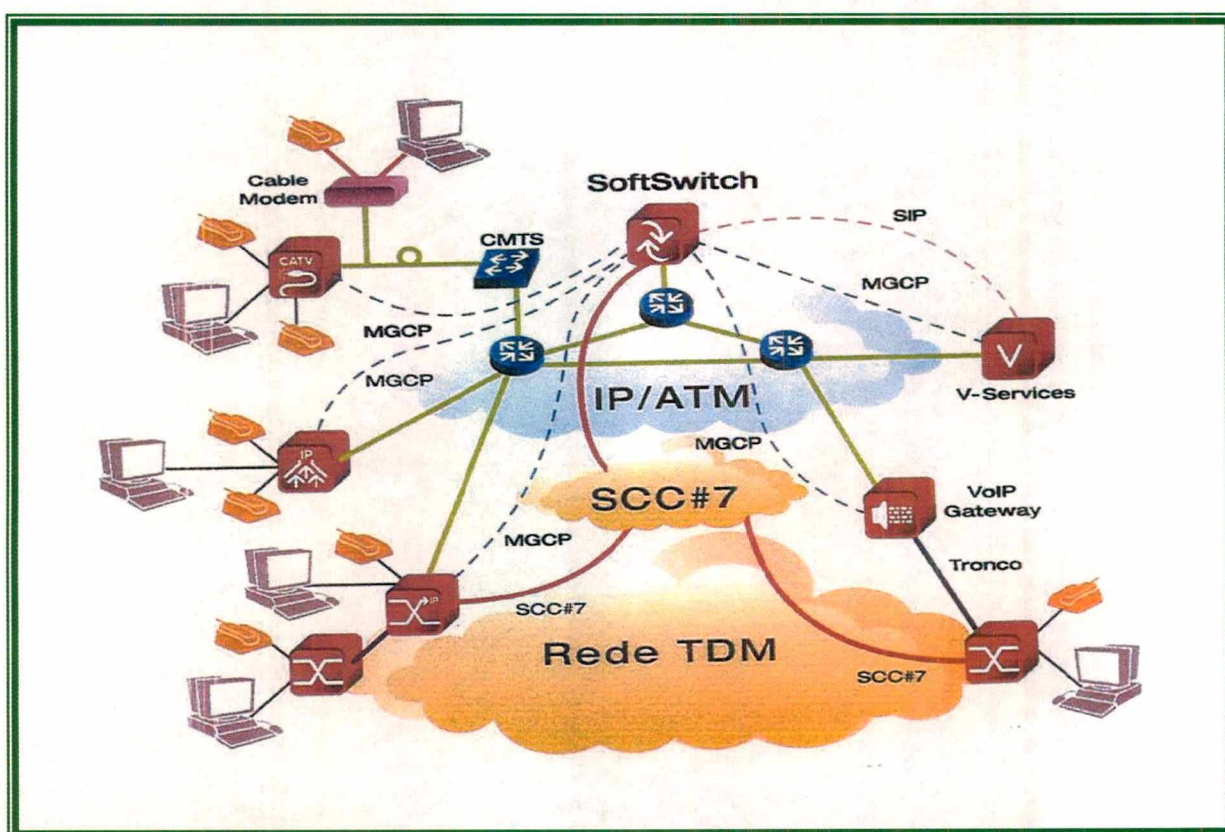 Cable
Modem
SoftSwitch
SIP
CMTS
CATV
MGCP
MGCP
MGCP
V
V-Services
IP/ATM
IP
MGCP
SCC#7
VoIP
Gateway
MGCP
Tronco
IP
SCC#7
Rede TDM
SCC#7